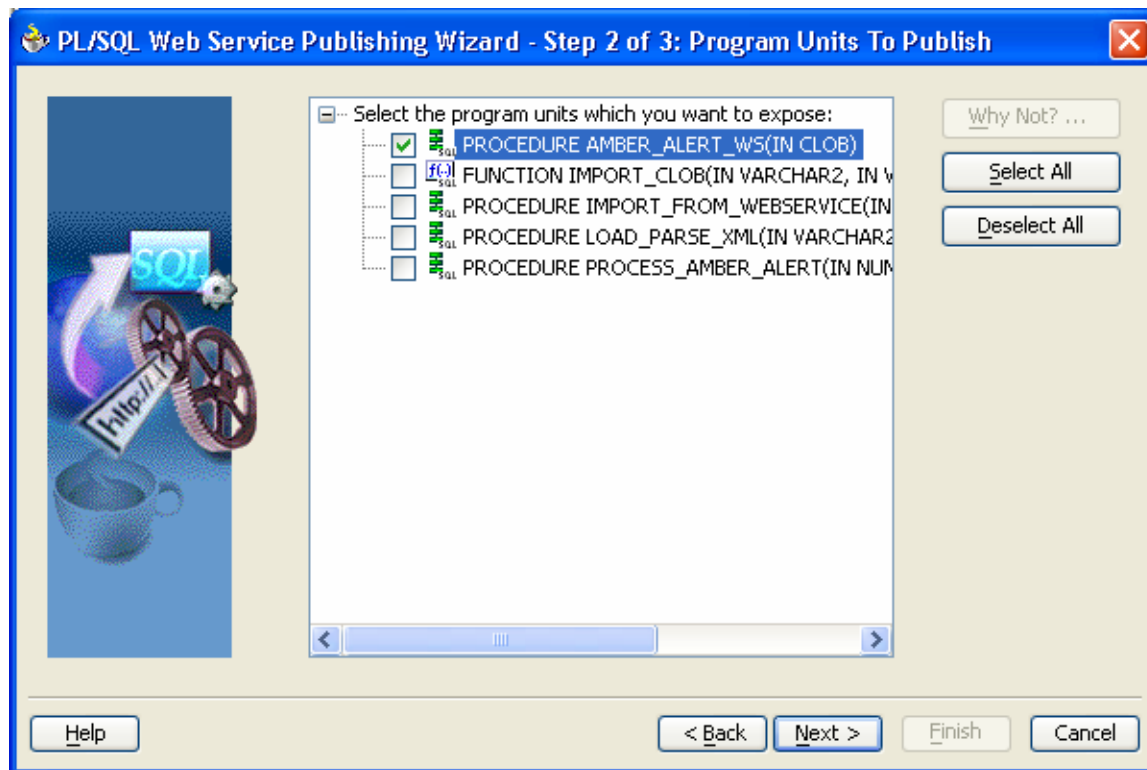 PL/SQL Web Service Publishing Wizard - Step 2 of 3: Program Units To Publish
Select the program units which you want to expose:
PROCEDURE AMBER_ALERT_WS(IN CLOB)
FUNCTION IMPORT_CLOB(IN VARCHAR2, IN V
PROCEDURE IMPORT_FROM_WEBSERVICE(IN
PROCEDURE LOAD_PARSE_XML(IN VARCHAR2
PROCEDURE PROCESS_AMBER_ALERT(IN NUM
Why Not? ...
Select All
Deselect All
SQL
http://
Help
< Back
Next >
Finish
Cancel